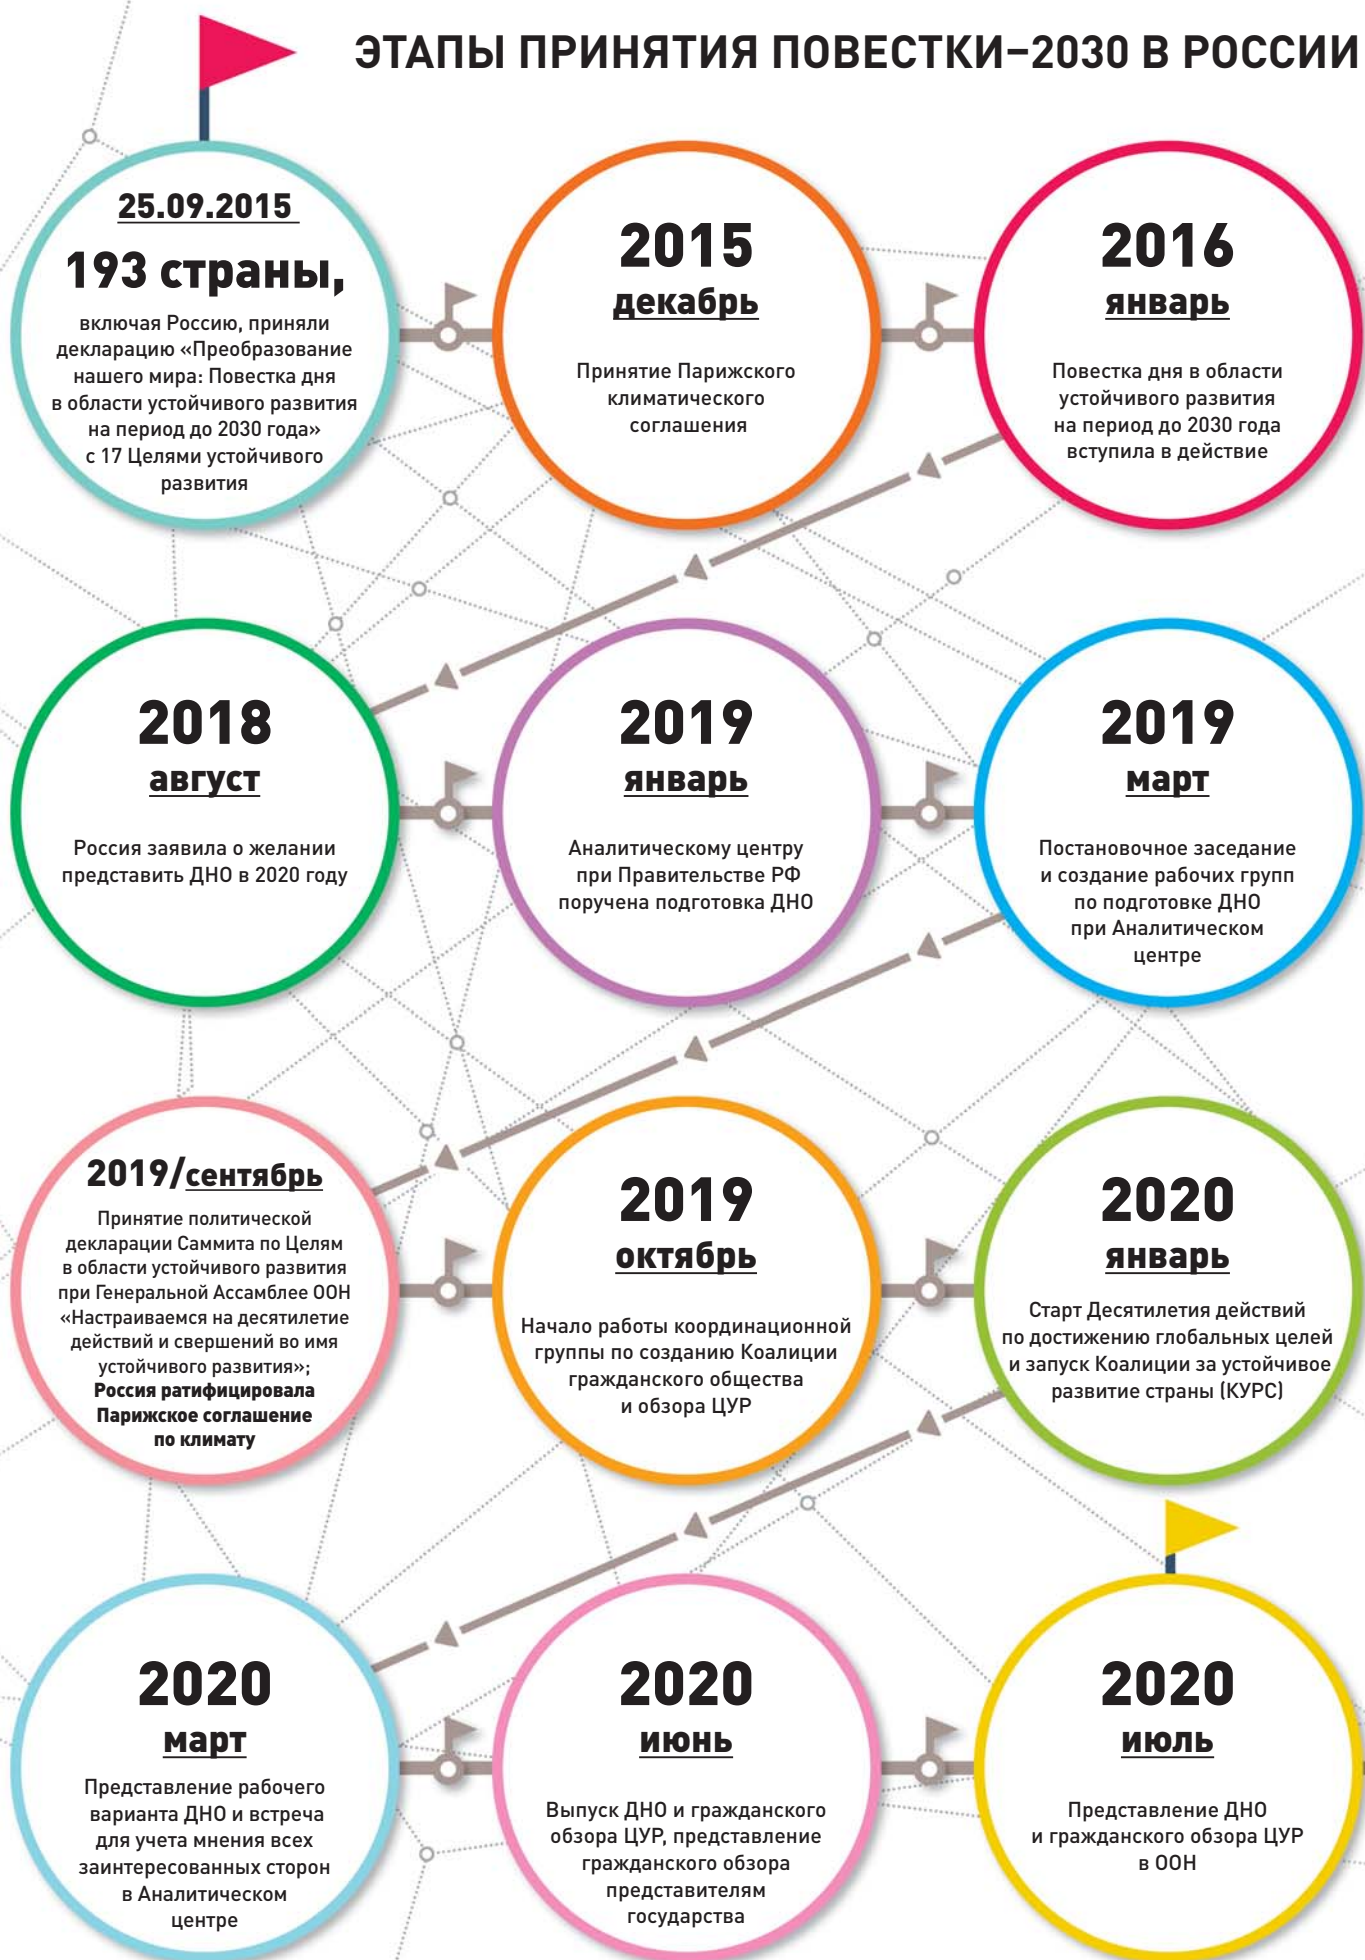 ЭТАПЫ ПРИНЯТИЯ ПОВЕСТКИ–2030 В РОССИИ
25.09.2015
193 страны,
включая Россию, приняли
декларацию «Преобразование
нашего мира: Повестка дня
в области устойчивого развития
на период до 2030 года»
с 17 Целями устойчивого
развития
2015
декабрь
Принятие Парижского
климатического
соглашения
2016
январь
Повестка дня в области
устойчивого развития
на период до 2030 года
вступила в действие
2018
август
Россия заявила о желании
представить ДНО в 2020 году
2019
январь
Аналитическому центру
при Правительстве РФ
поручена подготовка ДНО
2019
март
Постановочное заседание
и создание рабочих групп
по подготовке ДНО
при Аналитическом
центре
2019/сентябрь
Принятие политической
декларации Саммита по Целям
в области устойчивого развития
при Генеральной Ассамблее ООН
«Настраиваемся на десятилетие
действий и свершений во имя
устойчивого развития»;
Россия ратифицировала
Парижское соглашение
по климату
2019
октябрь
Начало работы координационной
группы по созданию Коалиции
гражданского общества
и обзора ЦУР
2020
январь
Старт Десятилетия действий
по достижению глобальных целей
и запуск Коалиции за устойчивое
развитие страны (КУРС)
2020
март
Представление рабочего
варианта ДНО и встреча
для учета мнения всех
заинтересованных сторон
в Аналитическом
центре
2020
июнь
Выпуск ДНО и гражданского
обзора ЦУР, представление
гражданского обзора
представителям
государства
2020
июль
Представление ДНО
и гражданского обзора ЦУР
в ООН